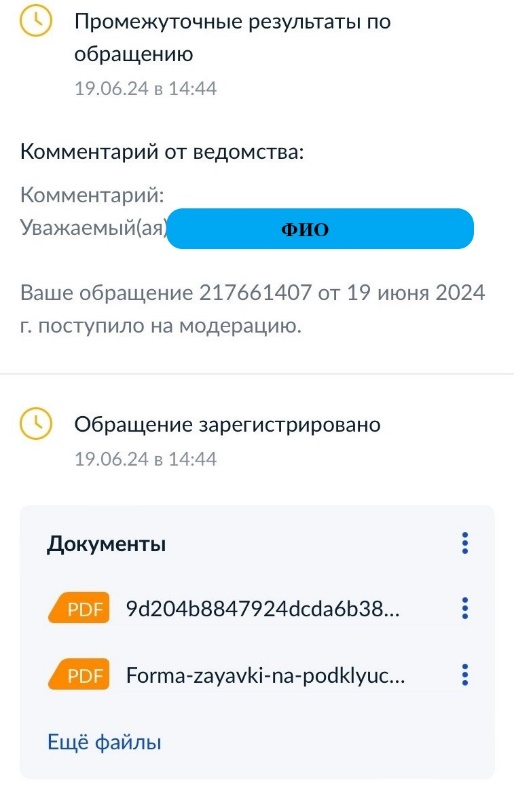 Промежуточные результаты по
обращению
19.06.24 в 14:44
Комментарий от ведомства:
Комментарий:
Уважаемый(ая) ФИО
Ваше обращение 217661407 от 19 июня 2024
г. поступило на модерацию.
Обращение зарегистрировано
19.06.24 в 14:44
Документы
PDF 9d204b8847924dcda6b38...
PDF Forma-zayavki-na-podklyuc...
Ещё файлы